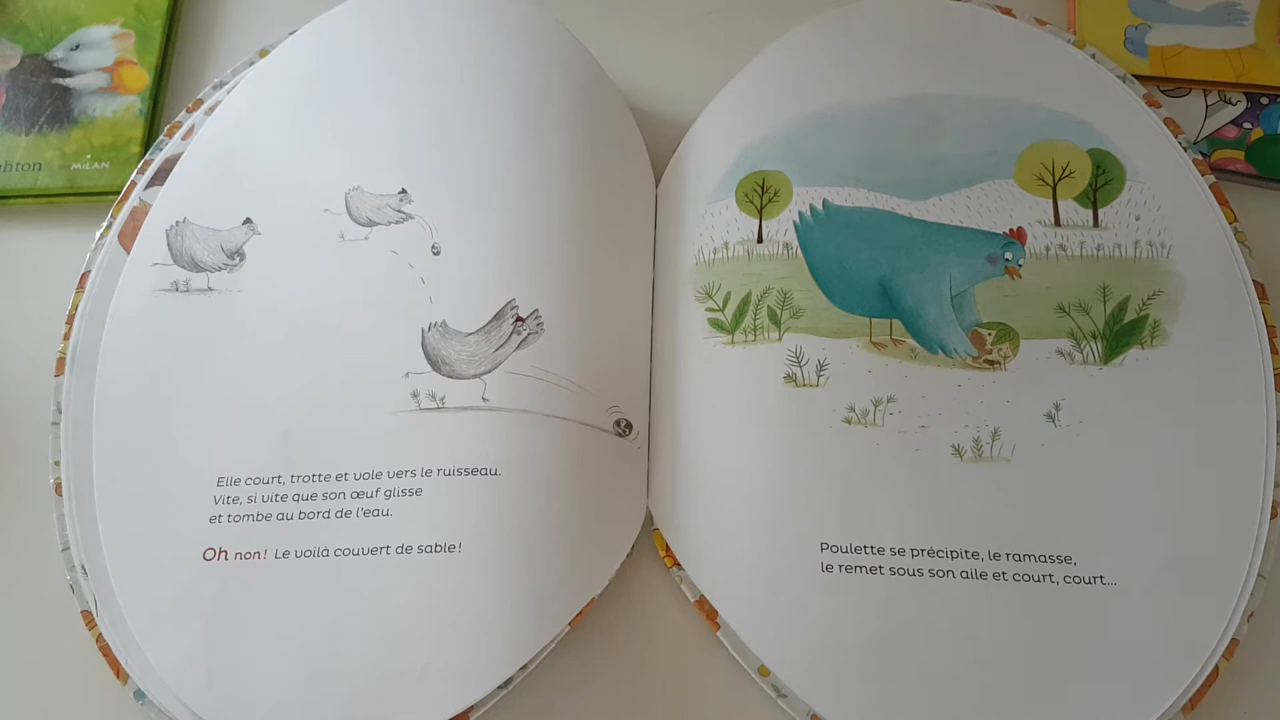 ghton
MiLAN
Elle court, trotte et vole vers le ruisseau.
Vite, si vite que son œuf glisse
et tombe au bord de l'eau.
Oh non! Le voilà couvert de sable!
Poulette se précipite, le ramasse,
le remet sous son aile et court, court...